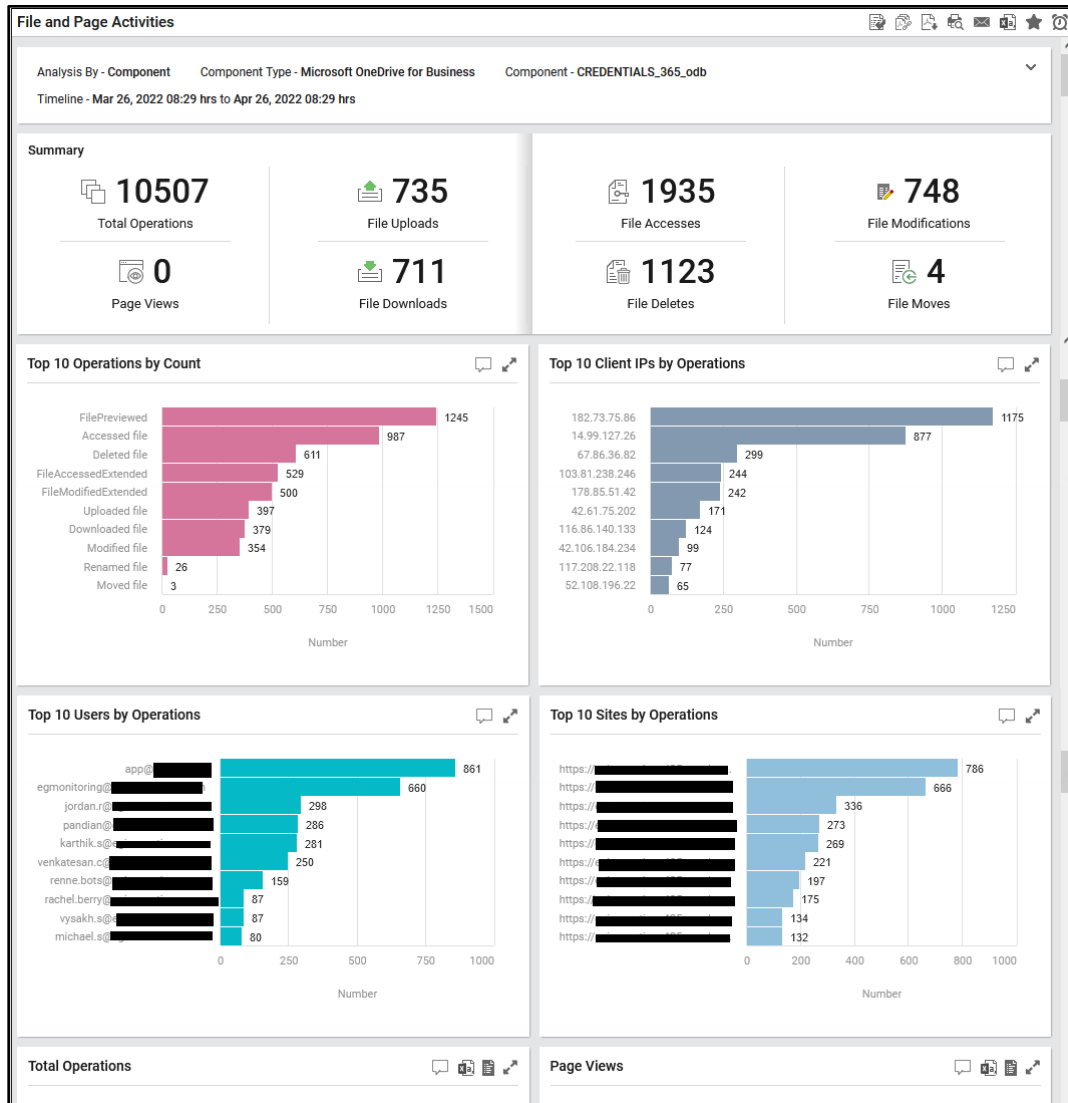 File and Page Activities
Analysis By - Component Component Type - Microsoft OneDrive for Business Component - CREDENTIALS_365_odb
Timeline - Mar 26, 2022 08:29 hrs to Apr 26, 2022 08:29 hrs
Summary
10507 735 1935 748
Total Operations File Uploads File Accesses File Modifications
0 711 1123 4
Page Views File Downloads File Deletes File Moves
Top 10 Operations by Count
FilePreviewed 1245
Accessed file 987
Deleted file 611
FileAccessedExtended 529
FileModifiedExtended 500
Uploaded file 397
Downloaded file 379
Modified file 354
Renamed file 26
Moved file 3
0 250 500 750 1000 1250 1500
Number
Top 10 Client IPs by Operations
182.73.75.86 1175
14.99.127.26 877
67.86.36.82 299
103.81.238.246 244
178.85.51.42 242
42.61.75.202 171
116.86.140.133 124
42.106.184.234 99
117.208.22.118 77
52.108.196.22 65
0 250 500 750 1000 1250
Number
Top 10 Users by Operations
app@ 861
egmonitoring@ 660
jordan.r@ 298
pandian@ 286
karthik.s@ 281
venkatesan.c@ 250
renne.bots@ 159
rachel.berry@ 87
vysakh.s@ 87
michael.s@ 80
0 250 500 750 1000
Number
Top 10 Sites by Operations
https:// 786
https:// 666
https:// 336
https:// 273
https:// 269
https:// 221
https:// 197
https:// 175
https:// 134
https:// 132
0 200 400 600 800 1000
Number
Total Operations
Page Views